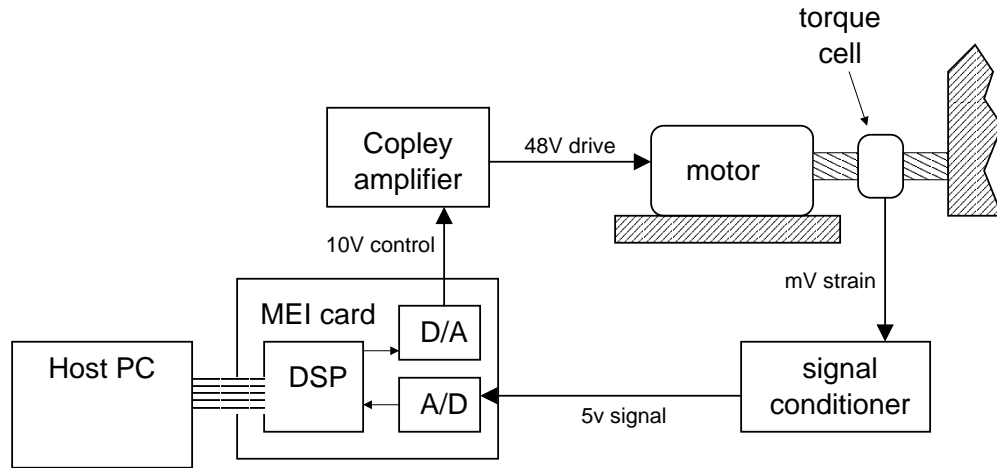 torque
cell
Copley
amplifier
48V drive
motor
10V control
mV strain
MEI card
D/A
Host PC
DSP
A/D
5v signal
signal
conditioner